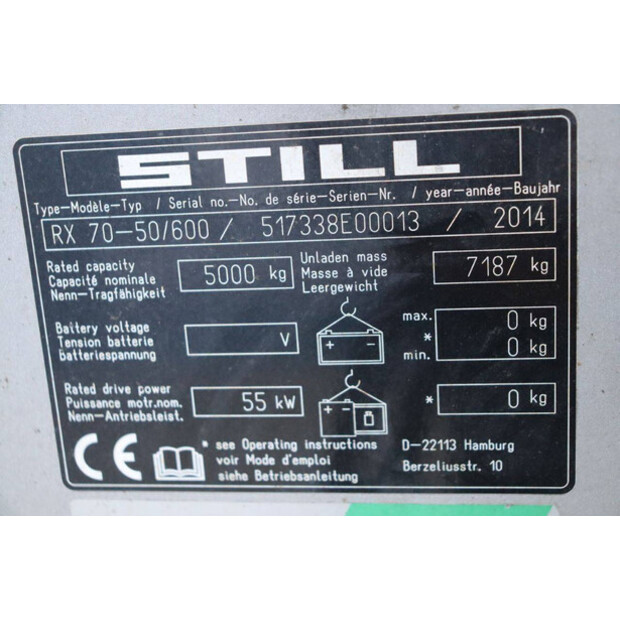 STILL
Type-Modèle-Typ / Serial no.-No. de série-Serien-Nr. / year-année-Baujahr
RX 70-50/600 / 517338E00013 / 2014
Rated capacity
Capacité nominale
Nenn-Tragfähigkeit
5000 kg
Unladen mass
Masse à vide
Leergewicht
7187 kg
Battery voltage
Tension batterie
batteriespannung
V
+ -
max.
*
min.
0 kg
0 kg
Rated drive power
Puissance motr.nom.
Nenn-Antriebsleist.
55 kW
+ -
* 0 kg
CE
* see Operating instructions
voir Mode d'emploi
siehe Betriebsanleitung
D-22113 Hamburg
Berzeliusstr. 10